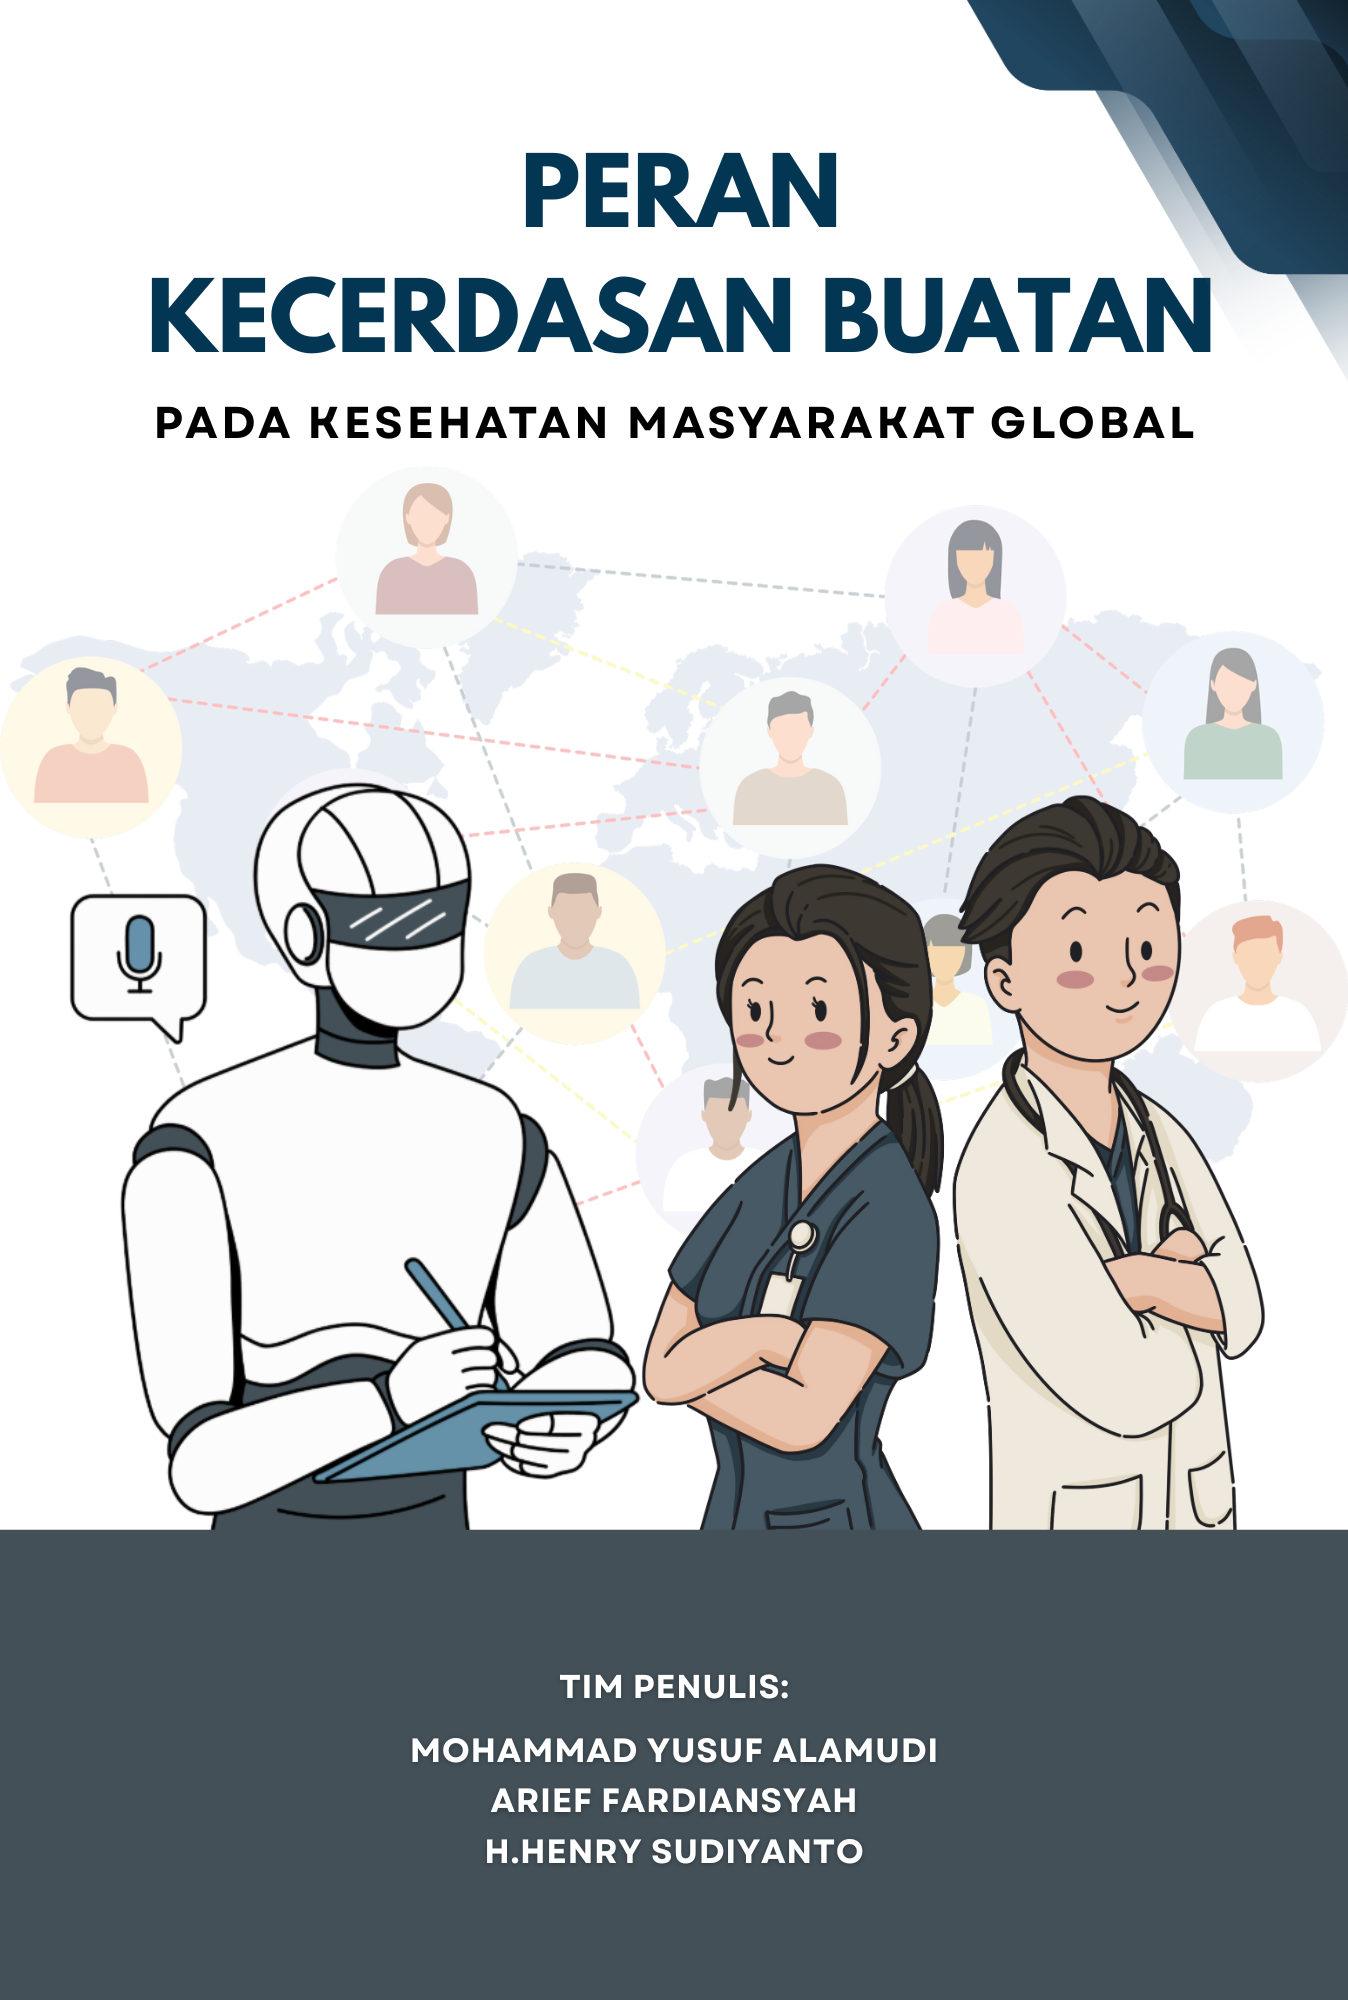 PERAN
KECERDASAN BUATAN
PADA KESEHATAN MASYARAKAT GLOBAL
TIM PENULIS:
MOHAMMAD YUSUF ALAMUDI
ARIEF FARDIANSYAH
H.HENRY SUDIYANTO